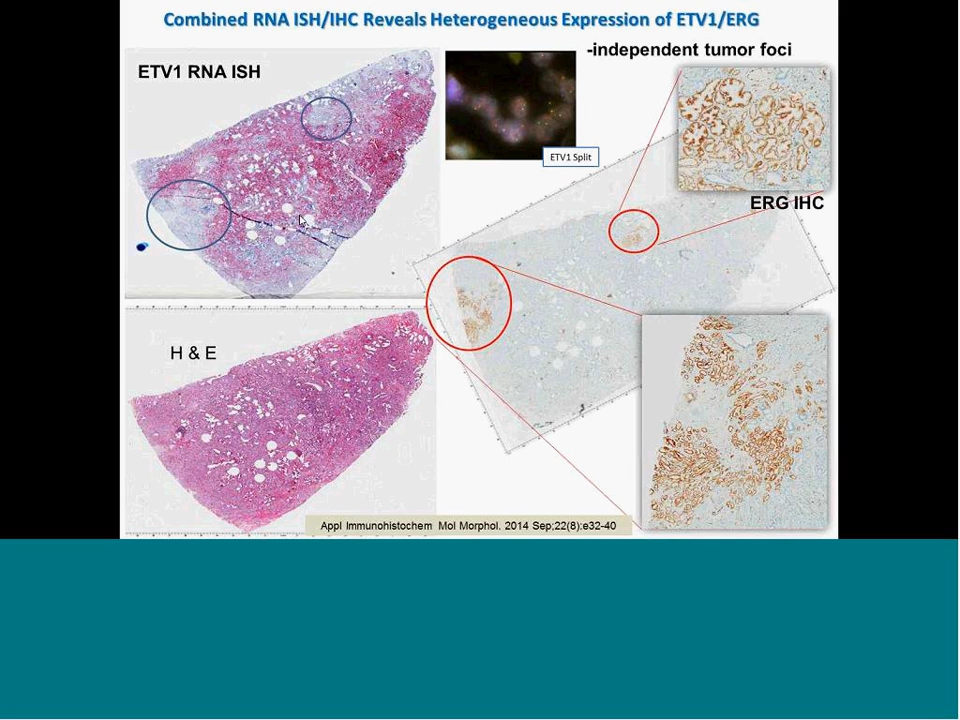 Combined RNA ISH/IHC Reveals Heterogeneous Expression of ETV1/ERG
-independent tumor foci
ETV1 RNA ISH
ETV1 Split
ERG IHC
H & E
Appl Immunohistochem Mol Morphol. 2014 Sep;22(8):e32-40